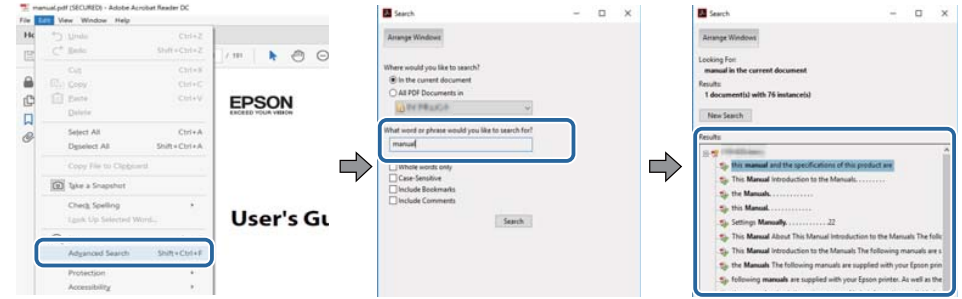 manual.pdf (SECURED) - Adobe Acrobat Reader DC
File Edit View Window Help
Undo Ctrl+Z
Redo Shift+Ctrl+Z
Cut Ctrl+X
Copy Ctrl+C
Paste Ctrl+V
Delete
Select All Ctrl+A
Deselect All Shift+Ctrl+A
Copy File to Clipboard
Take a Snapshot
Check Spelling
Look Up Selected Word...
Advanced Search Shift+Ctrl+F
Protection
Accessibility
/ 191
EPSON
EXCEED YOUR VISION
User's Gu
Search
Arrange Windows
Where would you like to search?
In the current document
All PDF Documents in
What word or phrase would you like to search for?
manual
Whole words only
Case-Sensitive
Include Bookmarks
Include Comments
Search
Search
Arrange Windows
Looking For:
manual in the current document
Results:
1 document(s) with 76 instance(s)
New Search
Results:
this manual and the specifications of this product are
This Manual Introduction to the Manuals. . . . . . . . .
the Manuals. . . . . . . . . . . .
this Manual. . . . . . . . . . . .
Settings Manually. . . . . . . . . . . .22
This Manual About This Manual Introduction to the Manuals The follo
This Manual Introduction to the Manuals The following manuals are s
the Manuals The following manuals are supplied with your Epson prin
following manuals are supplied with your Epson printer. As well as the